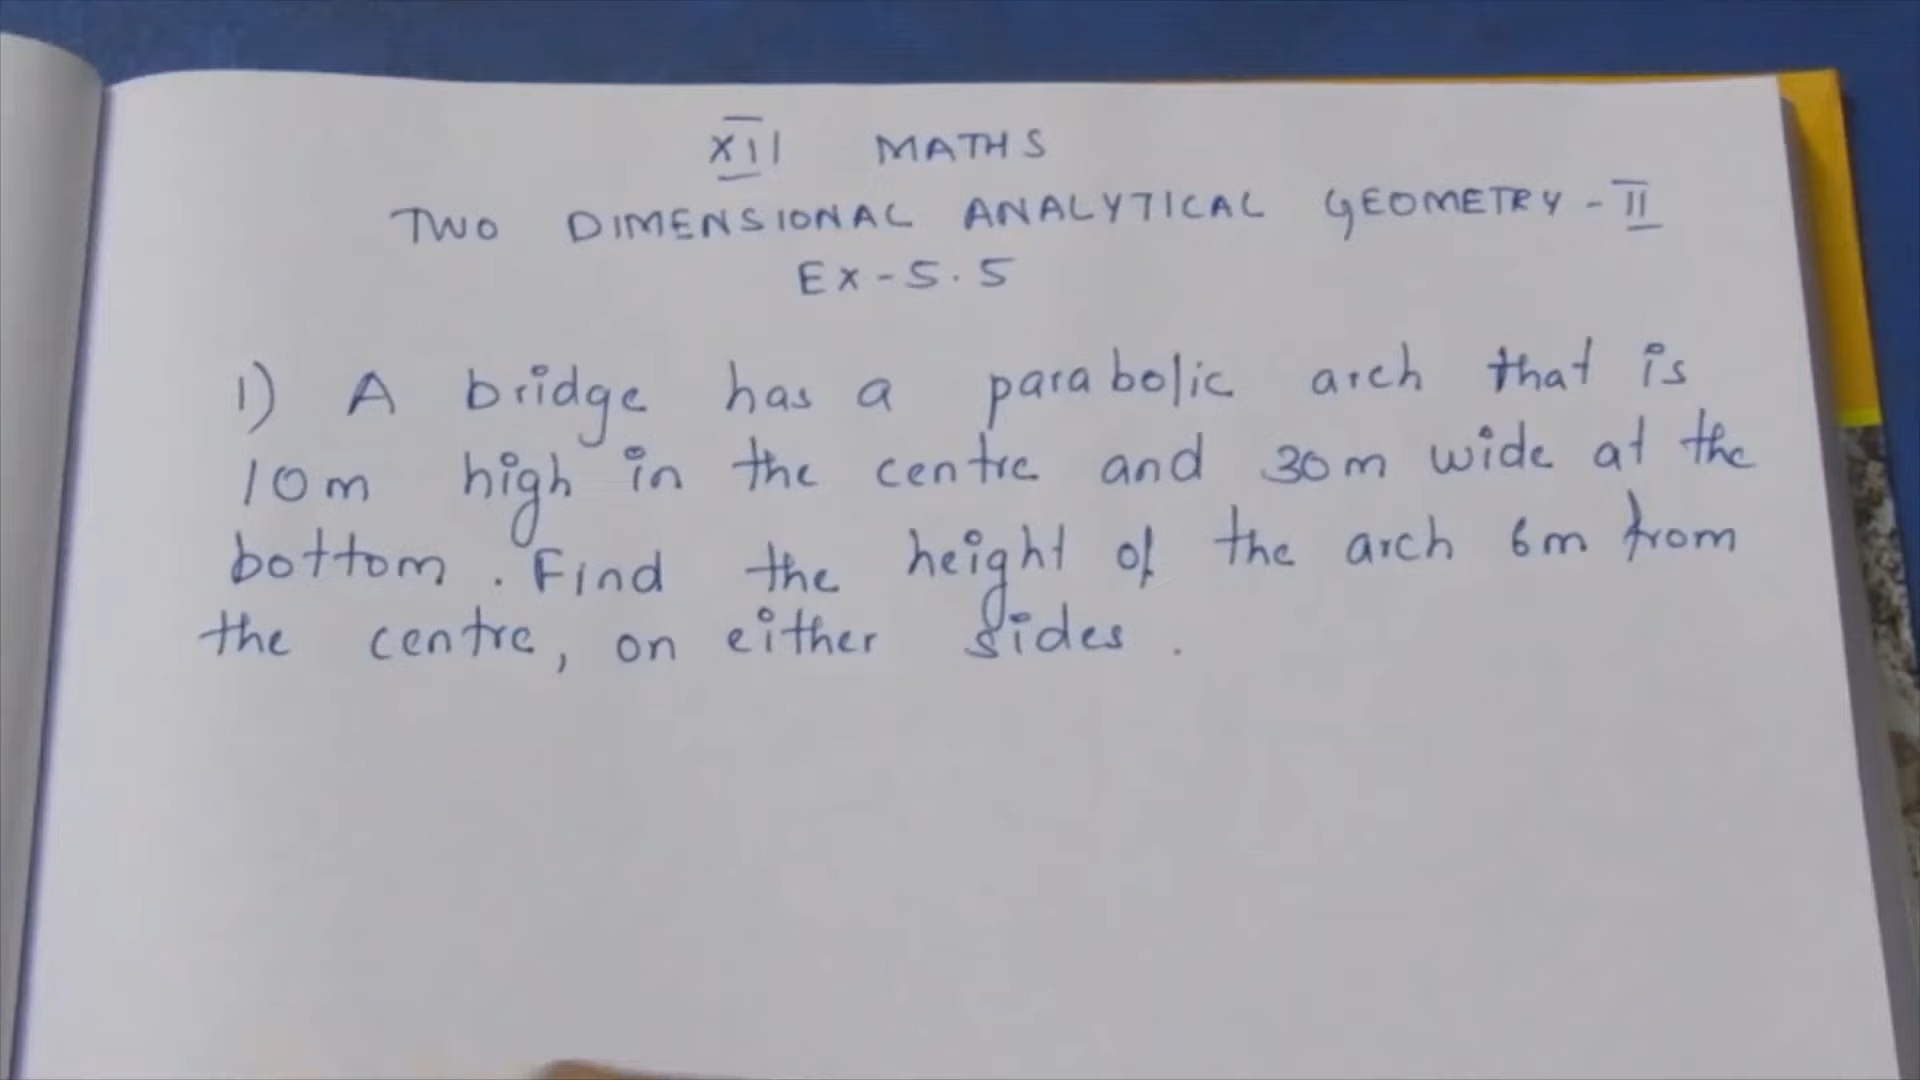 XII MATHS
TWO DIMENSIONAL ANALYTICAL GEOMETRY - II
Ex - 5.5
1) A bridge has a parabolic arch that is
10m high in the centre and 30m wide at the
bottom. Find the height of the arch 6m from
the centre, on either sides.